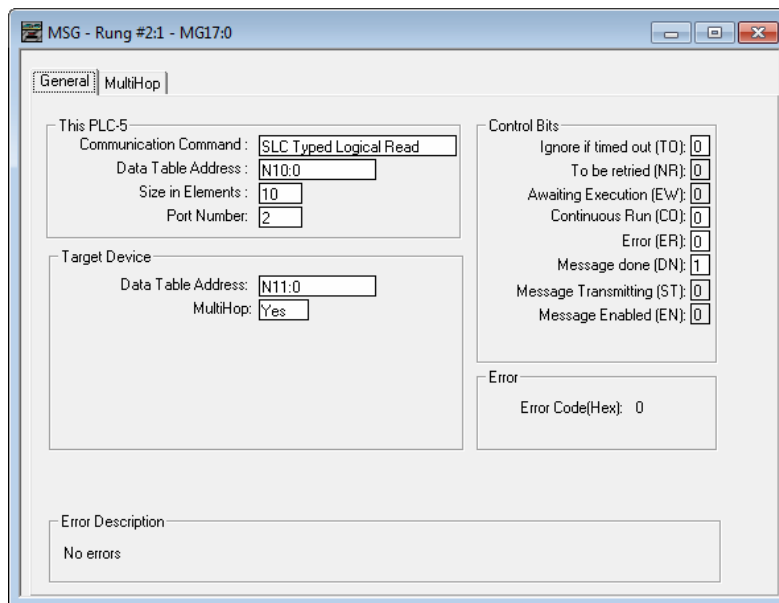 MSG - Rung #2:1 - MG17:0
General MultiHop
This PLC-5
Communication Command : SLC Typed Logical Read
Data Table Address : N10:0
Size in Elements : 10
Port Number: 2
Target Device
Data Table Address: N11:0
MultiHop: Yes
Control Bits
Ignore if timed out (TO): 0
To be retried (NR): 0
Awaiting Execution (EW): 0
Continuous Run (CO): 0
Error (ER): 0
Message done (DN): 1
Message Transmitting (ST): 0
Message Enabled (EN): 0
Error
Error Code(Hex): 0
Error Description
No errors